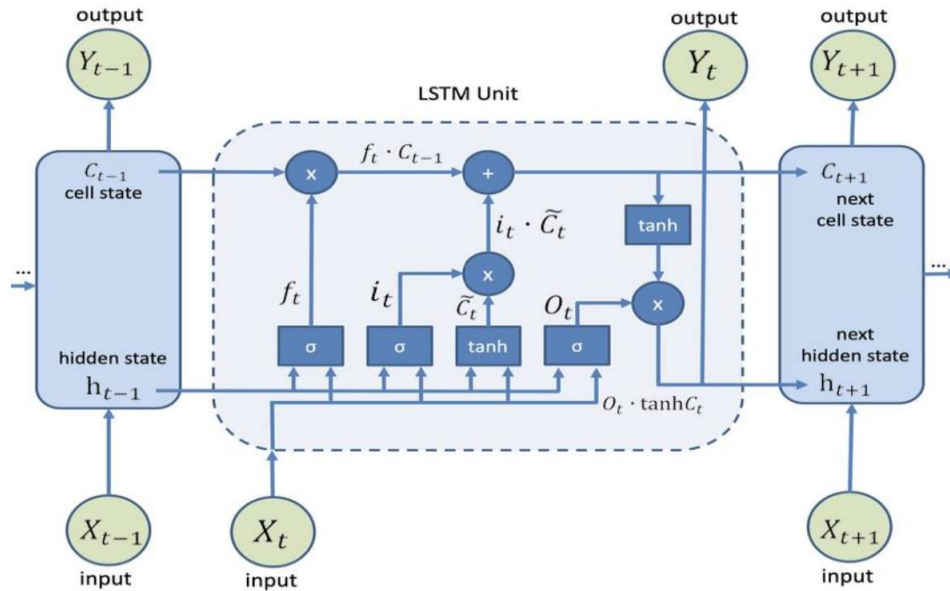 output
output
output
Y_{t-1}
Y_t
Y_{t+1}
LSTM Unit
C_{t-1}
cell state
x
f_t · C_{t-1}
+
C_{t+1}
next
cell state
tanh
i_t · \tilde{C}_t
x
...
f_t
i_t
\tilde{C}_t
O_t
x
...
σ
σ
tanh
σ
hidden state
h_{t-1}
next
hidden state
h_{t+1}
O_t · tanhC_t
X_{t-1}
X_t
X_{t+1}
input
input
input